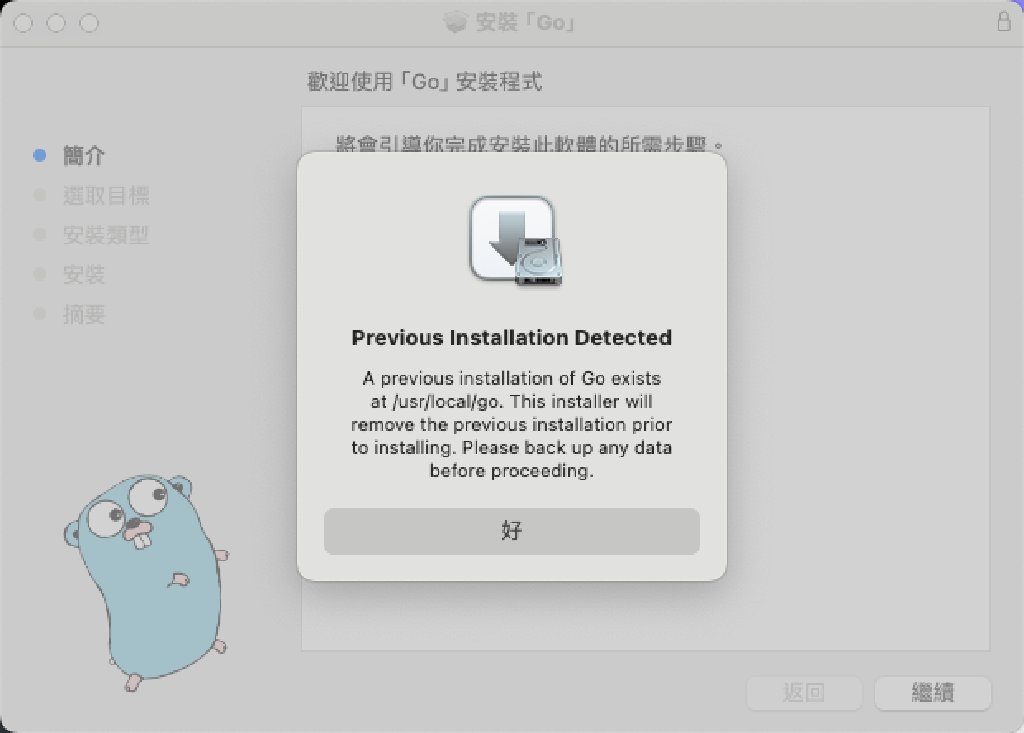 安裝「Go」
歡迎使用「Go」安裝程式
將會引導你完成安裝此軟體的所需步驟。
簡介
選取目標
安裝類型
安裝
摘要
Previous Installation Detected
A previous installation of Go exists
at /usr/local/go. This installer will
remove the previous installation prior
to installing. Please back up any data
before proceeding.
好
返回
繼續